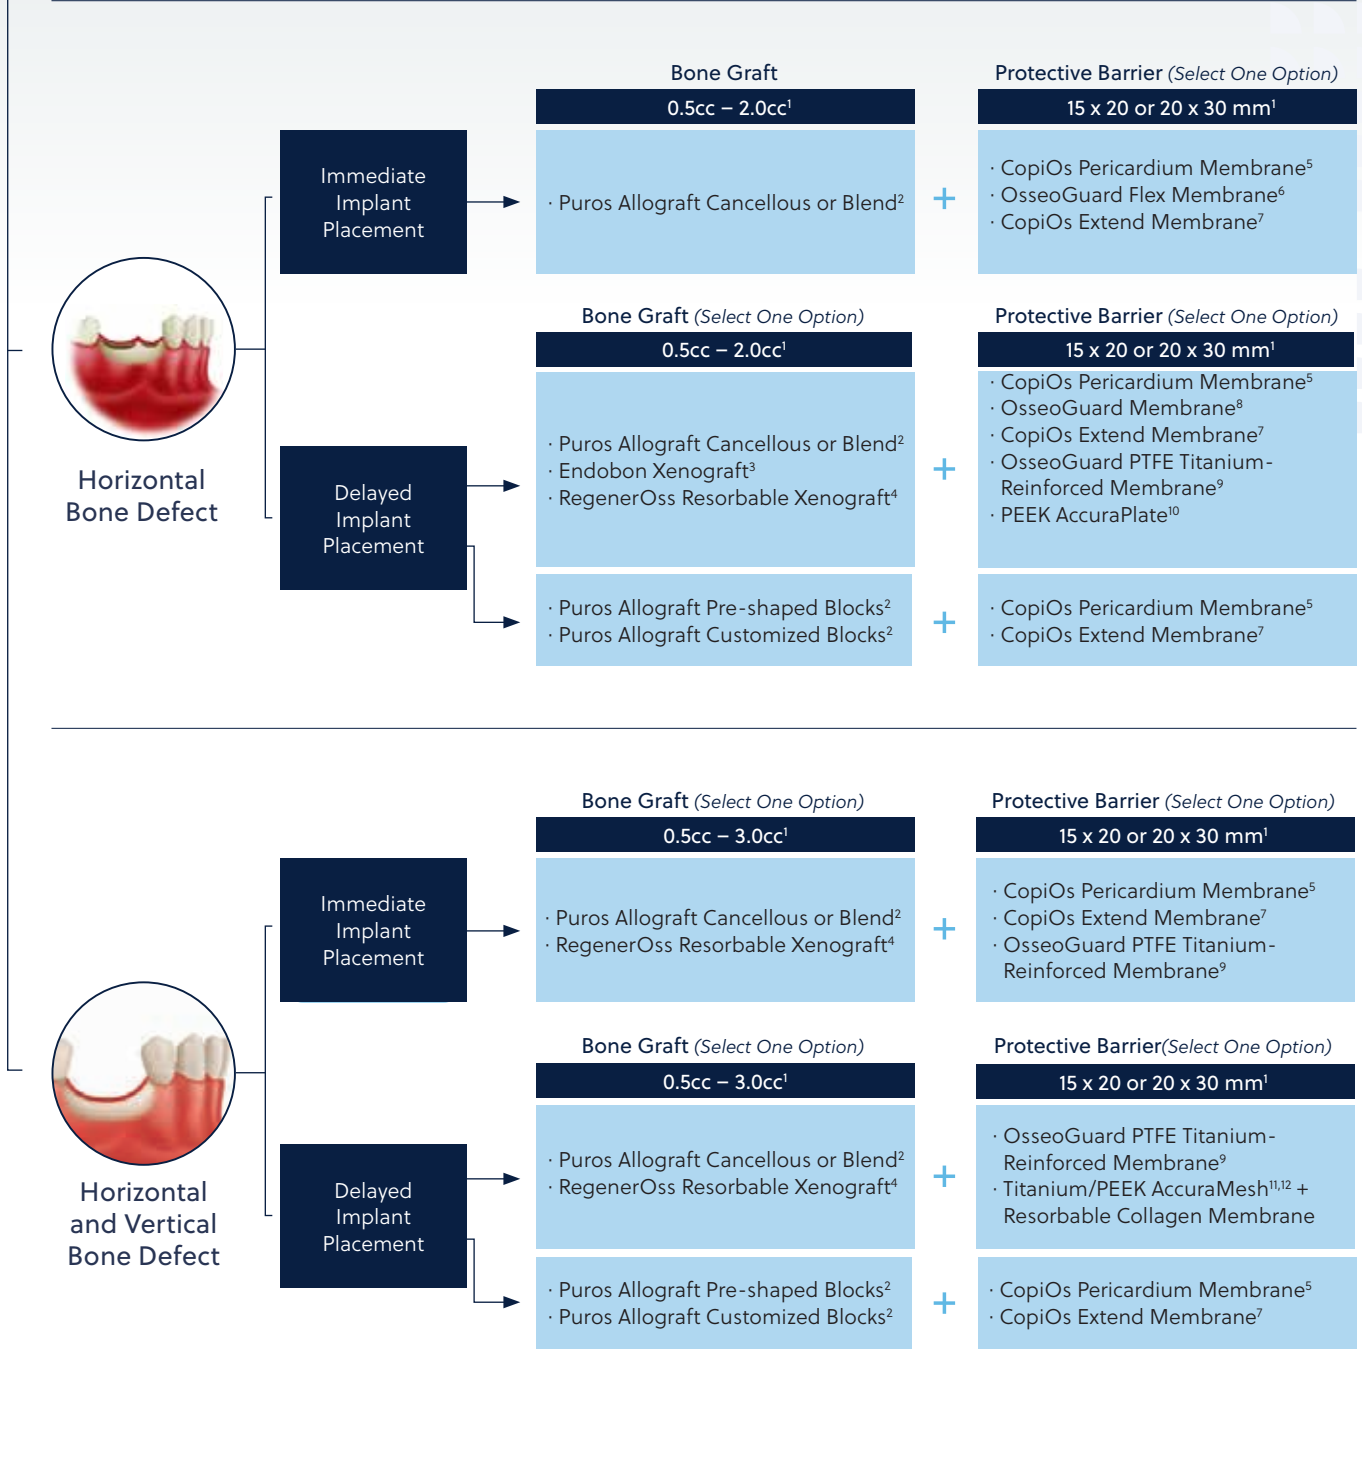 Bone Graft
Protective Barrier (Select One Option)
0.5cc – 2.0cc¹
15 x 20 or 20 x 30 mm¹
Immediate
Implant
Placement
· Puros Allograft Cancellous or Blend²
+
· CopiOs Pericardium Membrane⁵
· OsseoGuard Flex Membrane⁶
· CopiOs Extend Membrane⁷
Horizontal
Bone Defect
Bone Graft (Select One Option)
Protective Barrier (Select One Option)
0.5cc – 2.0cc¹
15 x 20 or 20 x 30 mm¹
Delayed
Implant
Placement
· Puros Allograft Cancellous or Blend²
· Endobon Xenograft³
· RegenerOss Resorbable Xenograft⁴
+
· CopiOs Pericardium Membrane⁵
· OsseoGuard Membrane⁸
· CopiOs Extend Membrane⁷
· OsseoGuard PTFE Titanium-
Reinforced Membrane⁹
· PEEK AccuraPlate¹⁰
· Puros Allograft Pre-shaped Blocks²
· Puros Allograft Customized Blocks²
+
· CopiOs Pericardium Membrane⁵
· CopiOs Extend Membrane⁷
Bone Graft (Select One Option)
Protective Barrier (Select One Option)
0.5cc – 3.0cc¹
15 x 20 or 20 x 30 mm¹
Immediate
Implant
Placement
· Puros Allograft Cancellous or Blend²
· RegenerOss Resorbable Xenograft⁴
+
· CopiOs Pericardium Membrane⁵
· CopiOs Extend Membrane⁷
· OsseoGuard PTFE Titanium-
Reinforced Membrane⁹
Horizontal
and Vertical
Bone Defect
Bone Graft (Select One Option)
Protective Barrier(Select One Option)
0.5cc – 3.0cc¹
15 x 20 or 20 x 30 mm¹
Delayed
Implant
Placement
· Puros Allograft Cancellous or Blend²
· RegenerOss Resorbable Xenograft⁴
+
· OsseoGuard PTFE Titanium-
Reinforced Membrane⁹
· Titanium/PEEK AccuraMesh¹¹,¹² +
Resorbable Collagen Membrane
· Puros Allograft Pre-shaped Blocks²
· Puros Allograft Customized Blocks²
+
· CopiOs Pericardium Membrane⁵
· CopiOs Extend Membrane⁷